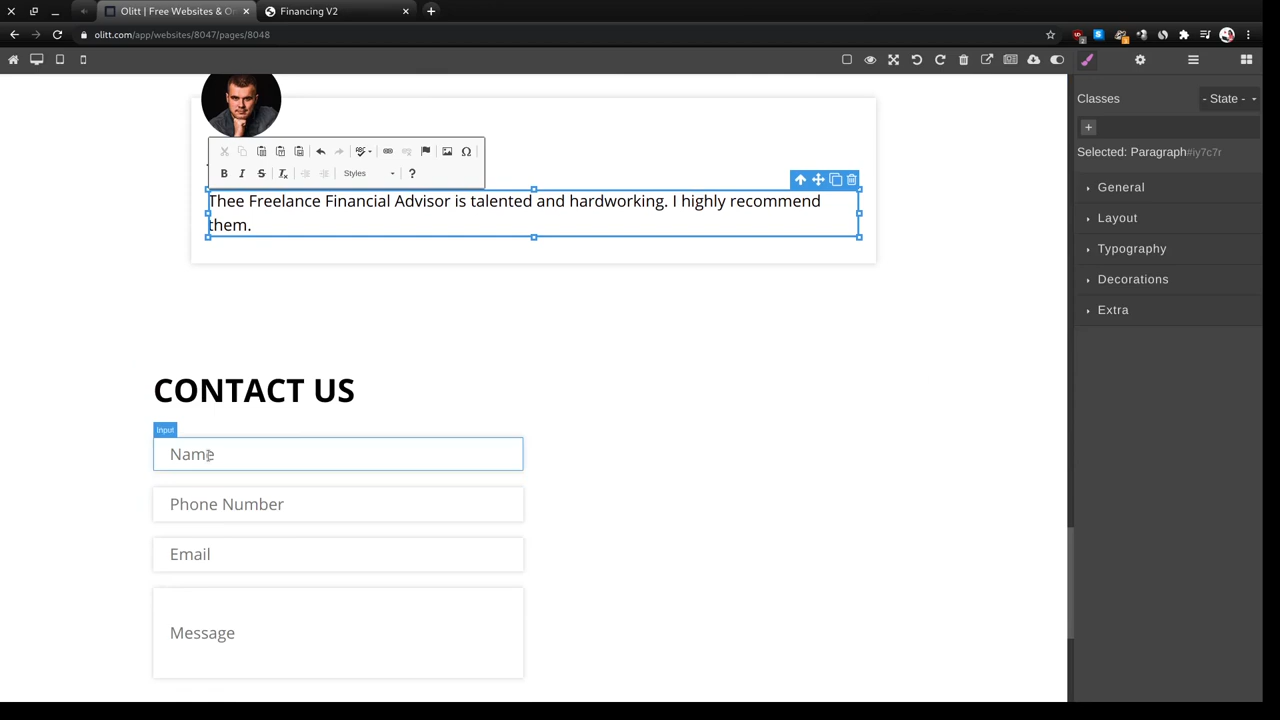 Olitt | Free Websites & O
Financing V2
olitt.com/app/websites/8047/pages/8048
Classes
- State -
Selected: Paragraph#iy7c7r
General
Layout
Typography
Decorations
Extra
B I S Styles ?
Thee Freelance Financial Advisor is talented and hardworking. I highly recommend
them.
CONTACT US
Input
Name
Phone Number
Email
Message